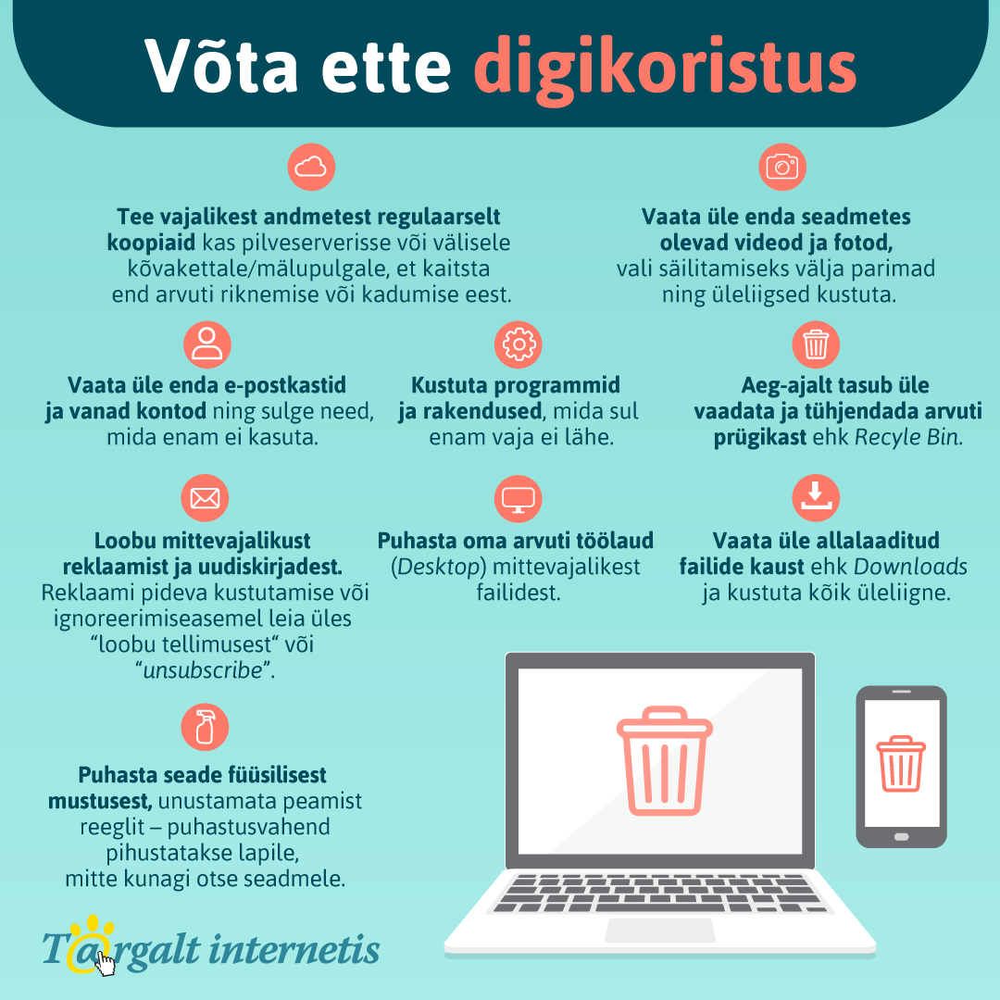 Võta ette digikoristus
Tee vajalikest andmetest regulaarselt
koopiaid kas pilveserverisse või välisele
kõvakettale/mälupulgale, et kaitsta
end arvuti riknemise või kadumise eest.
Vaata üle enda seadmetes
olevad videod ja fotod,
vali säilitamiseks välja parimad
ning üleliigsed kustuta.
Vaata üle enda e-postkastid
ja vanad kontod ning sulge need,
mida enam ei kasuta.
Kustuta programmid
ja rakendused, mida sul
enam vaja ei lähe.
Aeg-ajalt tasub üle
vaadata ja tühjendada arvuti
prügikast ehk Recyle Bin.
Loobu mittevajalikust
reklaamist ja uudiskirjadest.
Reklaami pideva kustutamise või
ignoreerimiseasemel leia üles
“loobu tellimusest“ või
“unsubscribe”.
Puhasta oma arvuti töölaud
(Desktop) mittevajalikest
failidest.
Vaata üle allalaaditud
failide kaust ehk Downloads
ja kustuta kõik üleliigne.
Puhasta seade füüsilisest
mustusest, unustamata peamist
reeglit – puhastusvahend
pihustatakse lapile,
mitte kunagi otse seadmele.
Targalt internetis